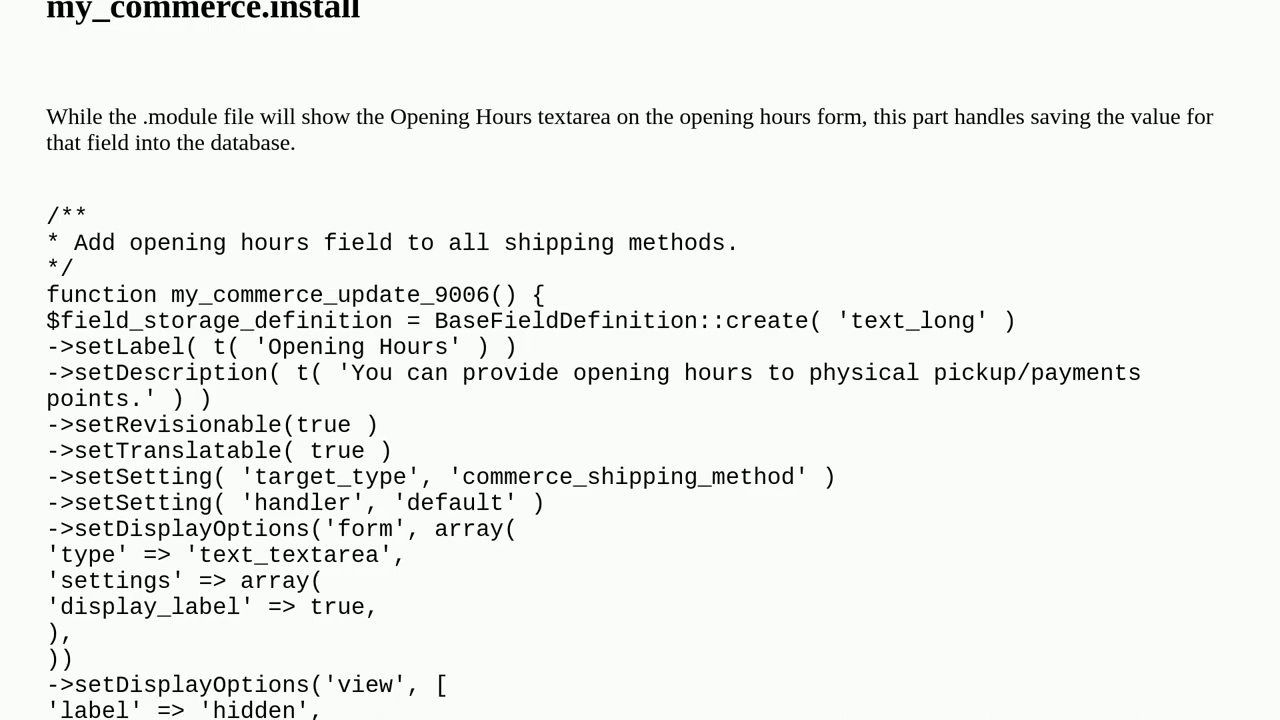 my_commerce.install
While the .module file will show the Opening Hours textarea on the opening hours form, this part handles saving the value for
that field into the database.
/**
* Add opening hours field to all shipping methods.
*/
function my_commerce_update_9006() {
$field_storage_definition = BaseFieldDefinition::create( 'text_long' )
->setLabel( t( 'Opening Hours' ) )
->setDescription( t( 'You can provide opening hours to physical pickup/payments
points.' ) )
->setRevisionable(true )
->setTranslatable( true )
->setSetting( 'target_type', 'commerce_shipping_method' )
->setSetting( 'handler', 'default' )
->setDisplayOptions('form', array(
'type' => 'text_textarea',
'settings' => array(
'display_label' => true,
),
))
->setDisplayOptions('view', [
'label' => 'hidden',